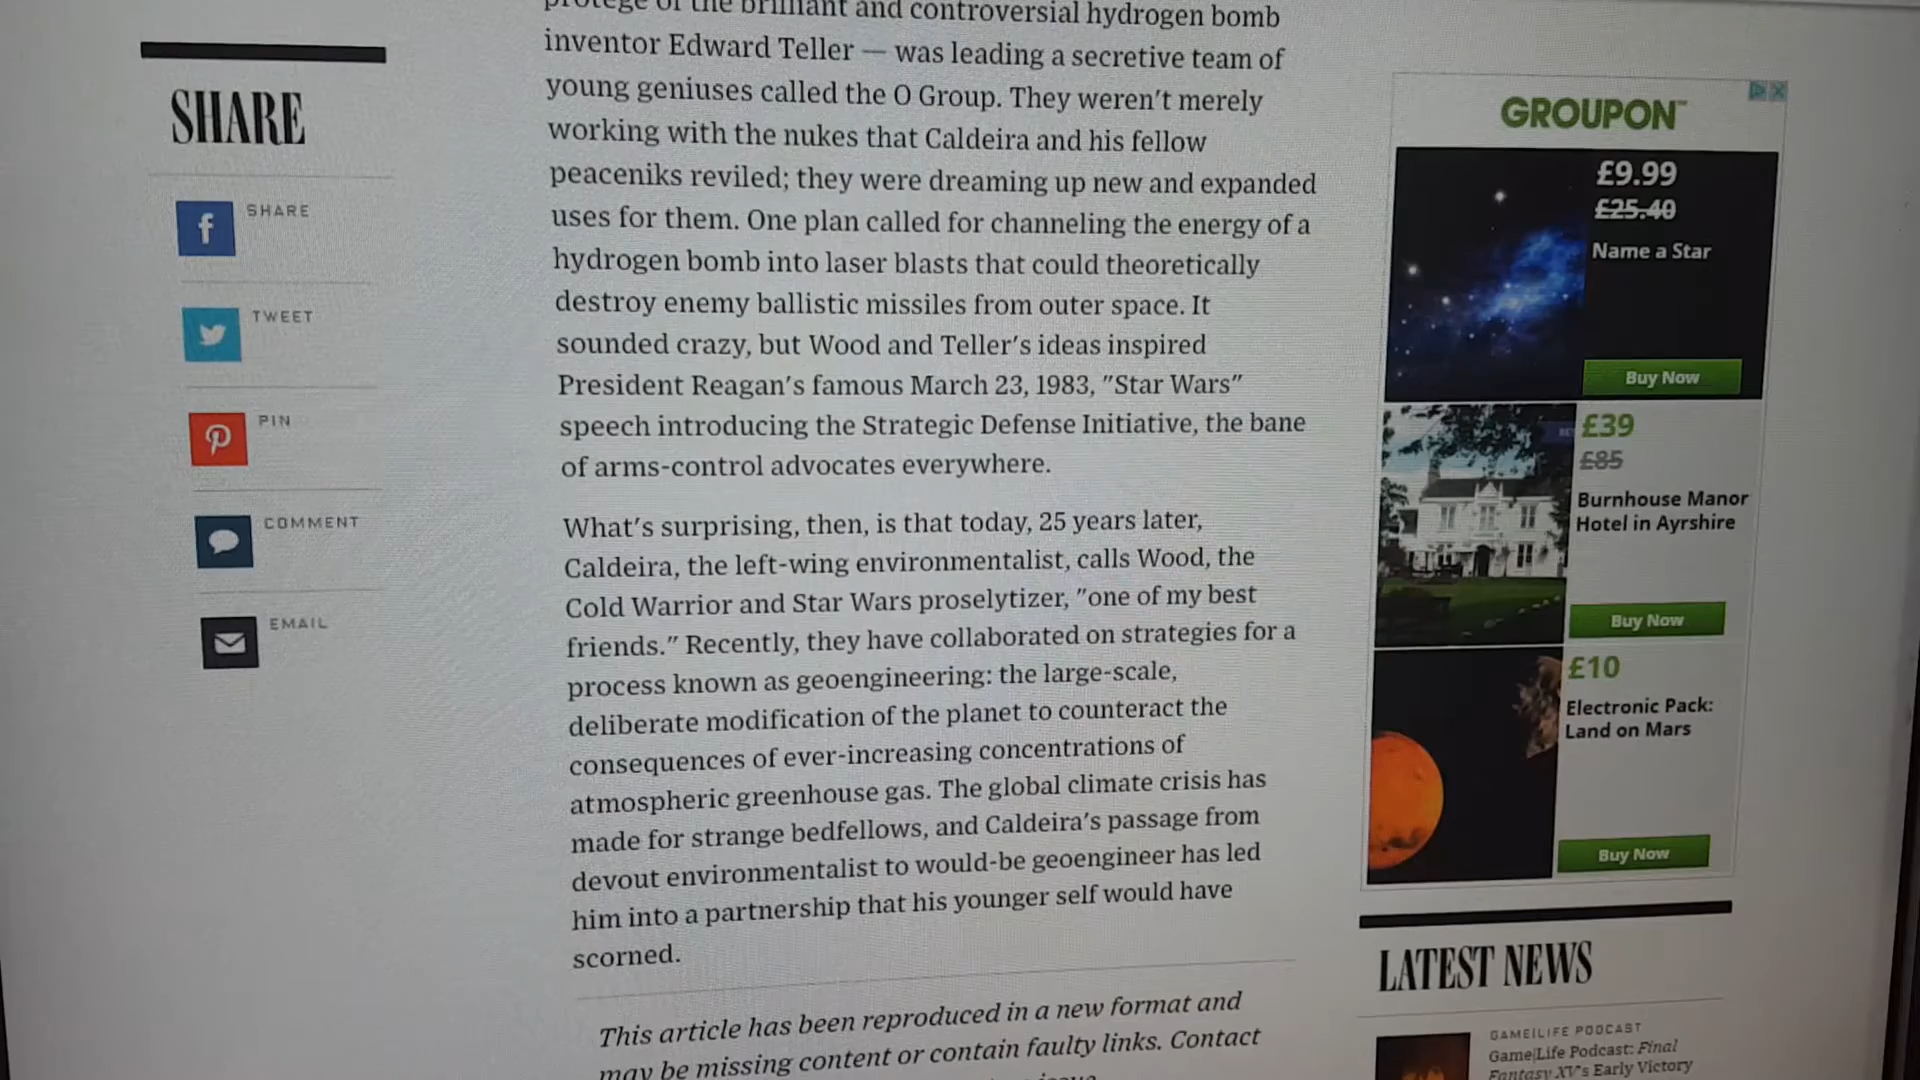 SHARE
SHARE
TWEET
PIN
COMMENT
EMAIL
protégé of the brilliant and controversial hydrogen bomb
inventor Edward Teller — was leading a secretive team of
young geniuses called the O Group. They weren't merely
working with the nukes that Caldeira and his fellow
peaceniks reviled; they were dreaming up new and expanded
uses for them. One plan called for channeling the energy of a
hydrogen bomb into laser blasts that could theoretically
destroy enemy ballistic missiles from outer space. It
sounded crazy, but Wood and Teller's ideas inspired
President Reagan's famous March 23, 1983, "Star Wars"
speech introducing the Strategic Defense Initiative, the bane
of arms-control advocates everywhere.
What's surprising, then, is that today, 25 years later,
Caldeira, the left-wing environmentalist, calls Wood, the
Cold Warrior and Star Wars proselytizer, "one of my best
friends." Recently, they have collaborated on strategies for a
process known as geoengineering: the large-scale,
deliberate modification of the planet to counteract the
consequences of ever-increasing concentrations of
atmospheric greenhouse gas. The global climate crisis has
made for strange bedfellows, and Caldeira's passage from
devout environmentalist to would-be geoengineer has led
him into a partnership that his younger self would have
scorned.
This article has been reproduced in a new format and
may be missing content or contain faulty links. Contact
GROUPON™
£9.99
£25.40
Name a Star
Buy Now
£39
£85
Burnhouse Manor
Hotel in Ayrshire
Buy Now
£10
Electronic Pack:
Land on Mars
Buy Now
LATEST NEWS
GAME|LIFE PODCAST
Game|Life Podcast: Final
Fantasy XV's Early Victory